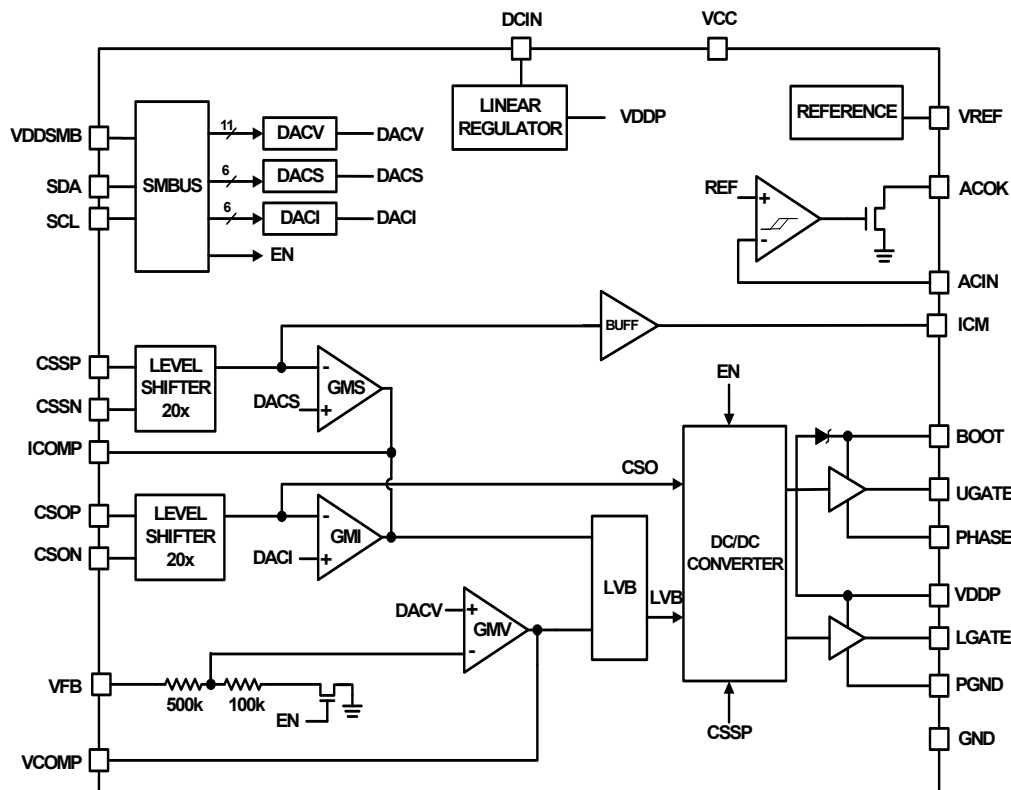 DCIN
VCC
VDDSMB
SDA
SCL
SMBUS
11
DACV
DACV
6
DACS
DACS
6
DACI
DACI
EN
LINEAR
REGULATOR
VDDP
REFERENCE
VREF
REF
+
-
ACOK
ACIN
BUFF
ICM
CSSP
CSSN
LEVEL
SHIFTER
20x
-
GMS
DACS
+
ICOMP
CSOP
CSON
LEVEL
SHIFTER
20x
-
GMI
DACI
+
CSO
EN
DC/DC
CONVERTER
CSSP
LVB
LVB
DACV
+
GMV
-
VFB
500k
100k
EN
VCOMP
BOOT
UGATE
PHASE
VDDP
LGATE
PGND
GND